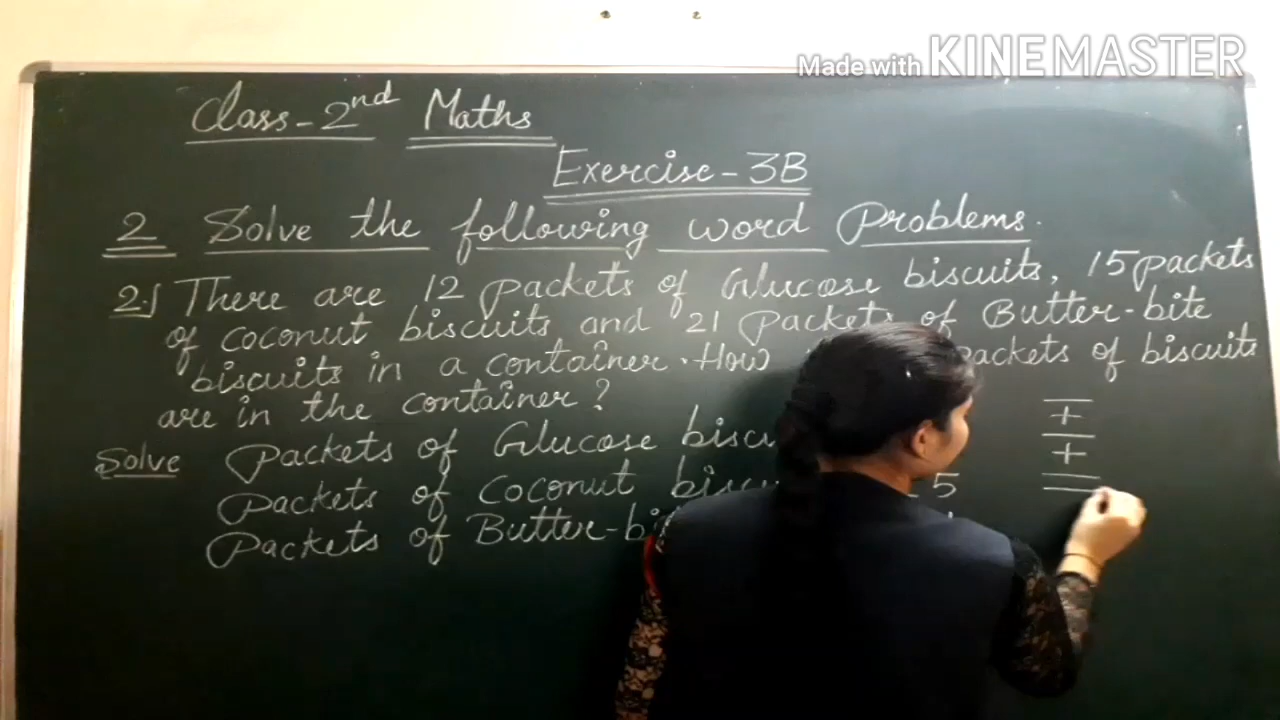 Made with KINEMASTER
Class-2nd Maths
Exercise-3B
2 Solve the following word Problems.
2.) There are 12 packets of Glucose biscuits, 15 packets
of coconut biscuits and 21 packets of Butter-bite
biscuits in a container. How packets of biscuits
are in the container?
Solve Packets of Glucose
Packets of Coconut 5
Packets of
+
+